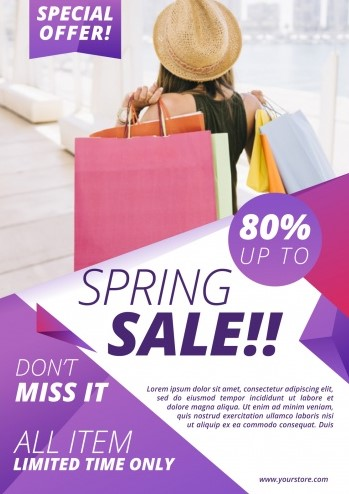 SPECIAL
OFFER!
80%
UP TO
SPRING
SALE!!
DON'T
MISS IT
Lorem ipsum dolor sit amet, consectetur adipiscing elit,
sed do eiusmod tempor incididunt ut labore et dolore
magna aliqua. Ut enim ad minim veniam,
quis nostrud exercitation ullamco laboris nisi
ut aliquip ex ea commodo consequat. Duis
ALL ITEM
LIMITED TIME ONLY
www.yourstore.com